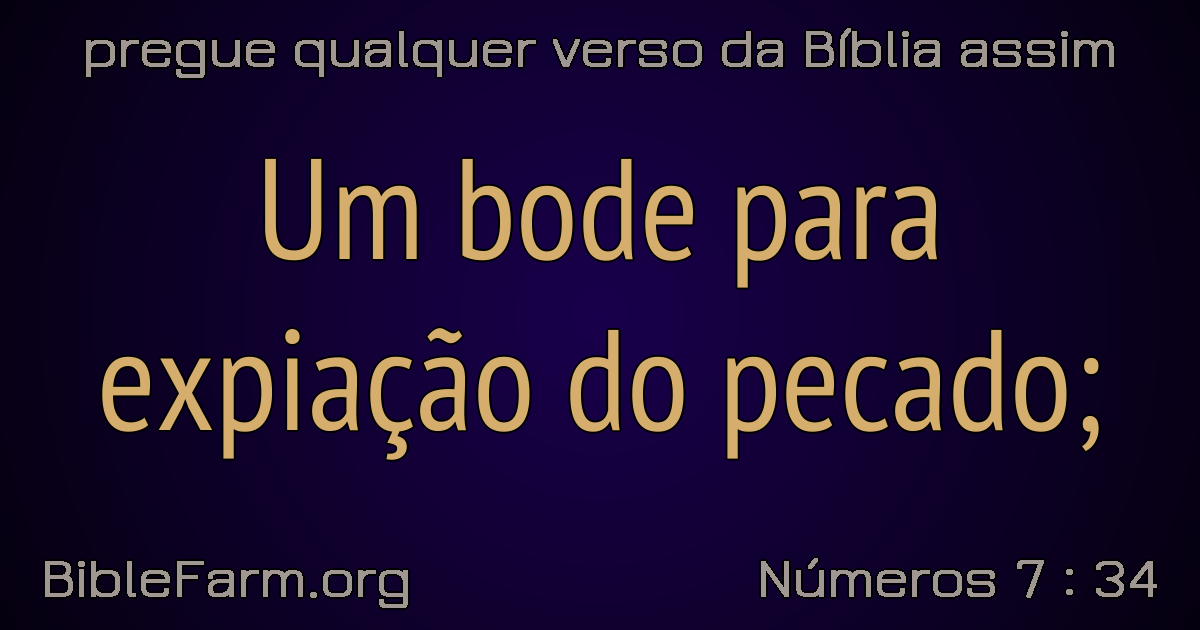 pregue qualquer verso da Bíblia assim
Um bode para
expiação do pecado;
BibleFarm.org
Números 7 : 34